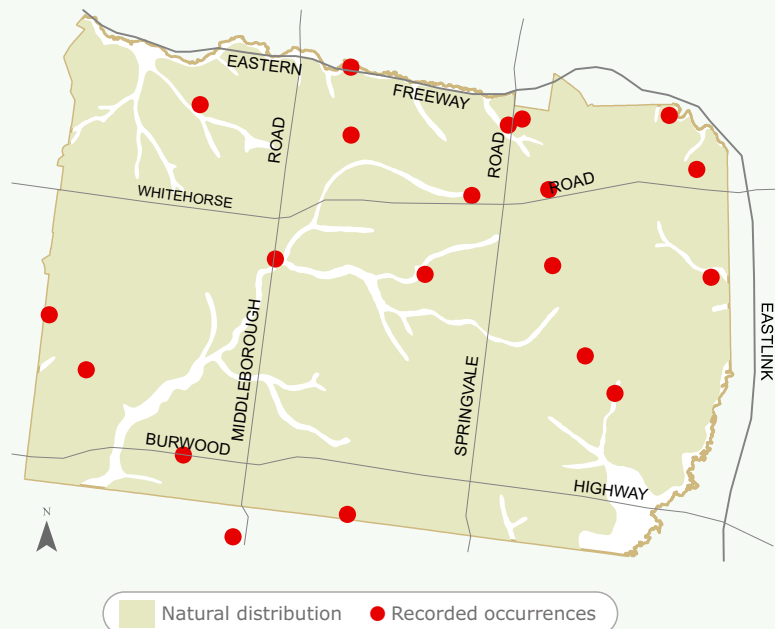 EASTERN
FREEWAY
ROAD
ROAD
WHITEHORSE
ROAD
MIDDLEBOROUGH
SPRINGVALE
EASTLINK
BURWOOD
HIGHWAY
N
Natural distribution
Recorded occurrences